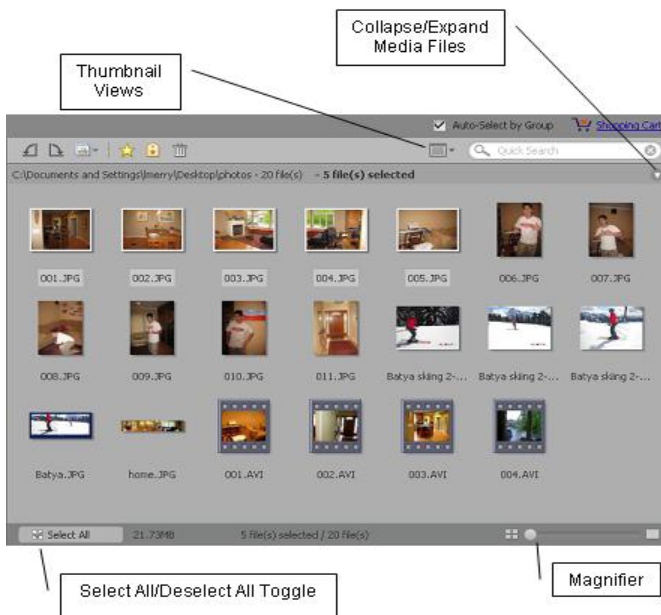 Collapse/Expand
Media Files
Thumbnail
Views
Auto-Select by Group Shopping Cart
Quick Search
C:\Documents and Settings\lmerry\Desktop\photos - 20 file(s) - 5 file(s) selected
001.JPG 002.JPG 003.JPG 004.JPG 005.JPG 006.JPG 007.JPG
008.JPG 009.JPG 010.JPG 011.JPG Batya skiing 2-... Batya skiing 2-... Batya skiing 2-...
Batya.JPG home.JPG 001.AVI 002.AVI 003.AVI 004.AVI
Select All 21.73MB 5 file(s) selected / 20 file(s)
Select All/Deselect All Toggle
Magnifier